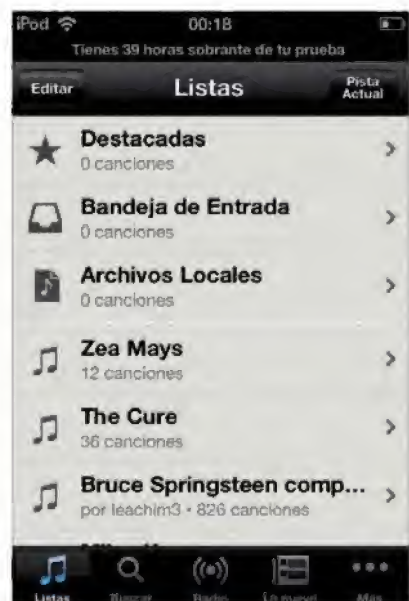 iPod 00:18
Tienes 39 horas sobrante de tu prueba
Editar Listas Pista Actual
Destacadas
0 canciones
Bandeja de Entrada
0 canciones
Archivos Locales
0 canciones
Zea Mays
12 canciones
The Cure
36 canciones
Bruce Springsteen comp...
por leachim3 • 826 canciones
Listas Buscar Radio Lo nuevo Más